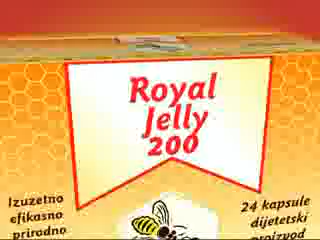 Royal
Jelly
200
Izuzetno
efikasno
prirodno
24 kapsule
dijetetski